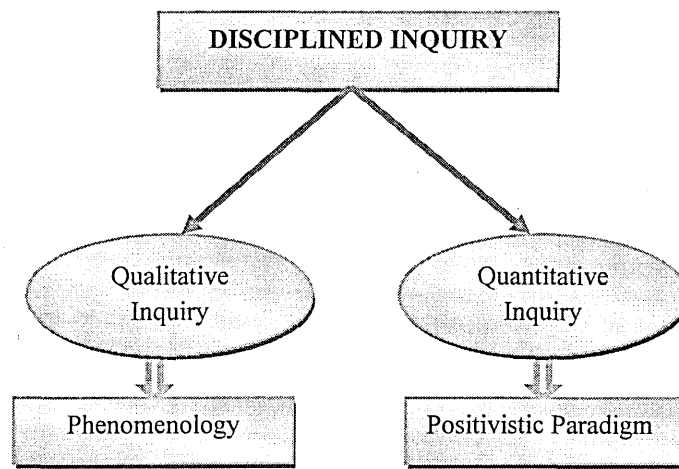 DISCIPLINED INQUIRY
Qualitative
Inquiry
Quantitative
Inquiry
Phenomenology
Positivistic Paradigm